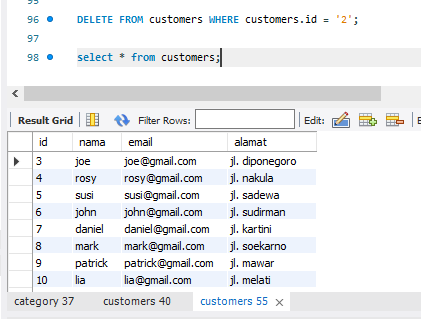 96 DELETE FROM customers WHERE customers.id = '2';
97
98 select * from customers;
Result Grid Filter Rows: Edit:
id nama email alamat
3 joe joe@gmail.com jl. diponegoro
4 rosy rosy@gmail.com jl. nakula
5 susi susi@gmail.com jl. sadewa
6 john john@gmail.com jl. sudirman
7 daniel daniel@gmail.com jl. kartini
8 mark mark@gmail.com jl. soekarno
9 patrick patrick@gmail.com jl. mawar
10 lia lia@gmail.com jl. melati
category 37 customers 40 customers 55